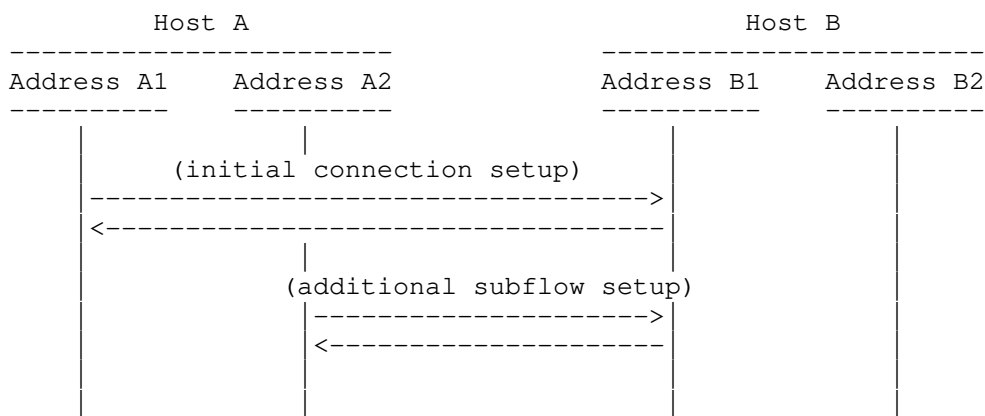 Host A Host B
Address A1 Address A2 Address B1 Address B2
(initial connection setup)
(additional subflow setup)